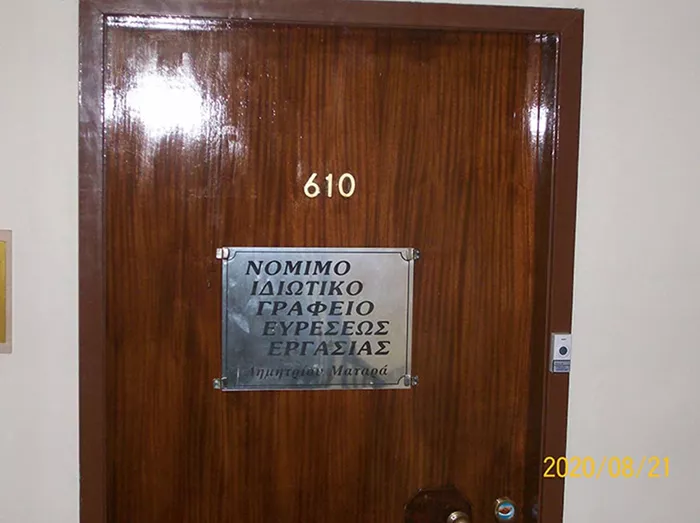 610
ΝΟΜΙΜΟ
ΙΔΙΩΤΙΚΟ
ΓΡΑΦΕΙΟ
ΕΥΡΕΣΕΩΣ
ΕΡΓΑΣΙΑΣ
Δημητρίου Ματαρά
2020/08/21